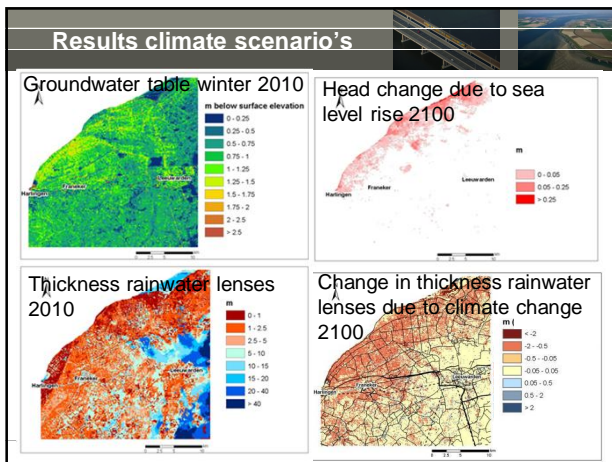 Results climate scenario's
Groundwater table winter 2010
m below surface elevation
0 - 0.25
0.25 - 0.5
0.5 - 0.75
0.75 - 1
1 - 1.25
1.25 - 1.5
1.5 - 1.75
1.75 - 2
2 - 2.5
> 2.5
Leeuwarden
Franeker
Harlingen
Head change due to sea
level rise 2100
m
0 - 0.05
0.05 - 0.25
> 0.25
Leeuwarden
Franeker
Harlingen
Thickness rainwater lenses
2010
m
0 - 1
1 - 2.5
2.5 - 5
5 - 10
10 - 15
15 - 20
20 - 40
> 40
Leeuwarden
Franeker
Harlingen
Change in thickness rainwater
lenses due to climate change
2100
m (
< -2
-2 - -0.5
-0.5 - -0.05
-0.05 - 0.05
0.05 - 0.5
0.5 - 2
> 2
Leeuwarden
Franeker
Harlingen